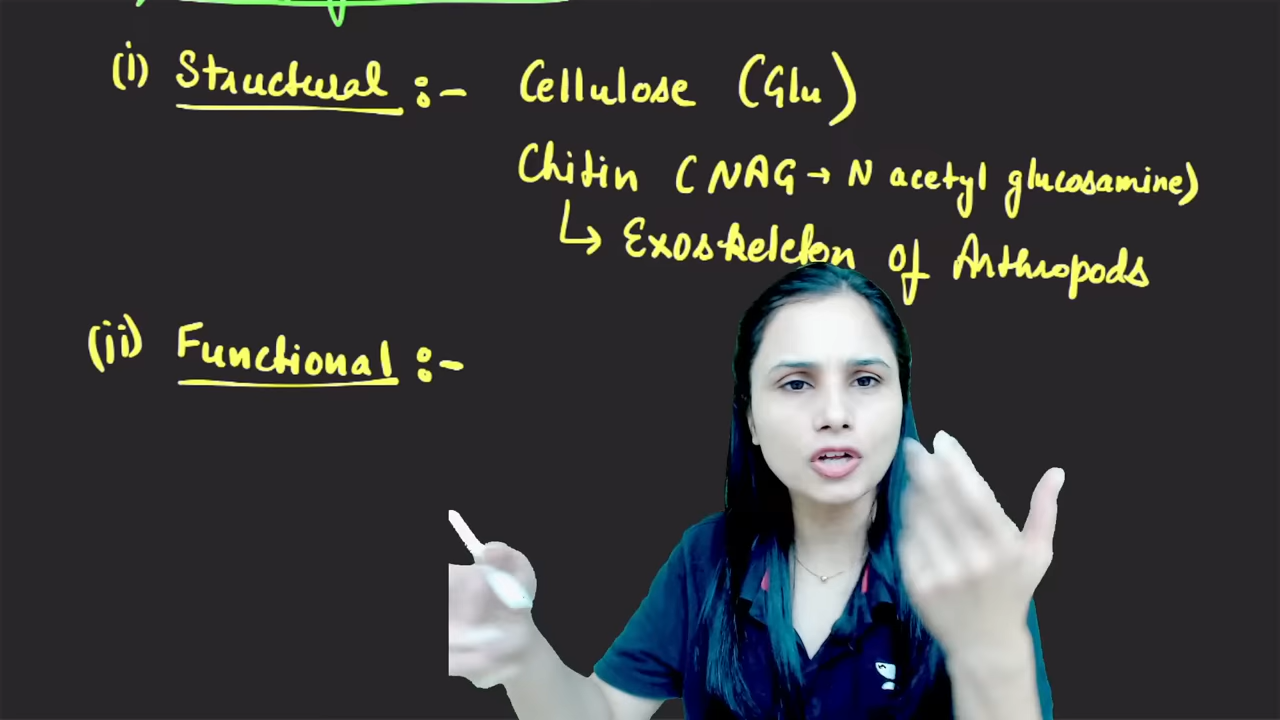 (i) Structural :- Cellulose (Glu)
Chitin (NAG → N acetyl glucosamine)
↳ Exoskeleton of Arthropods
(ii) Functional :-